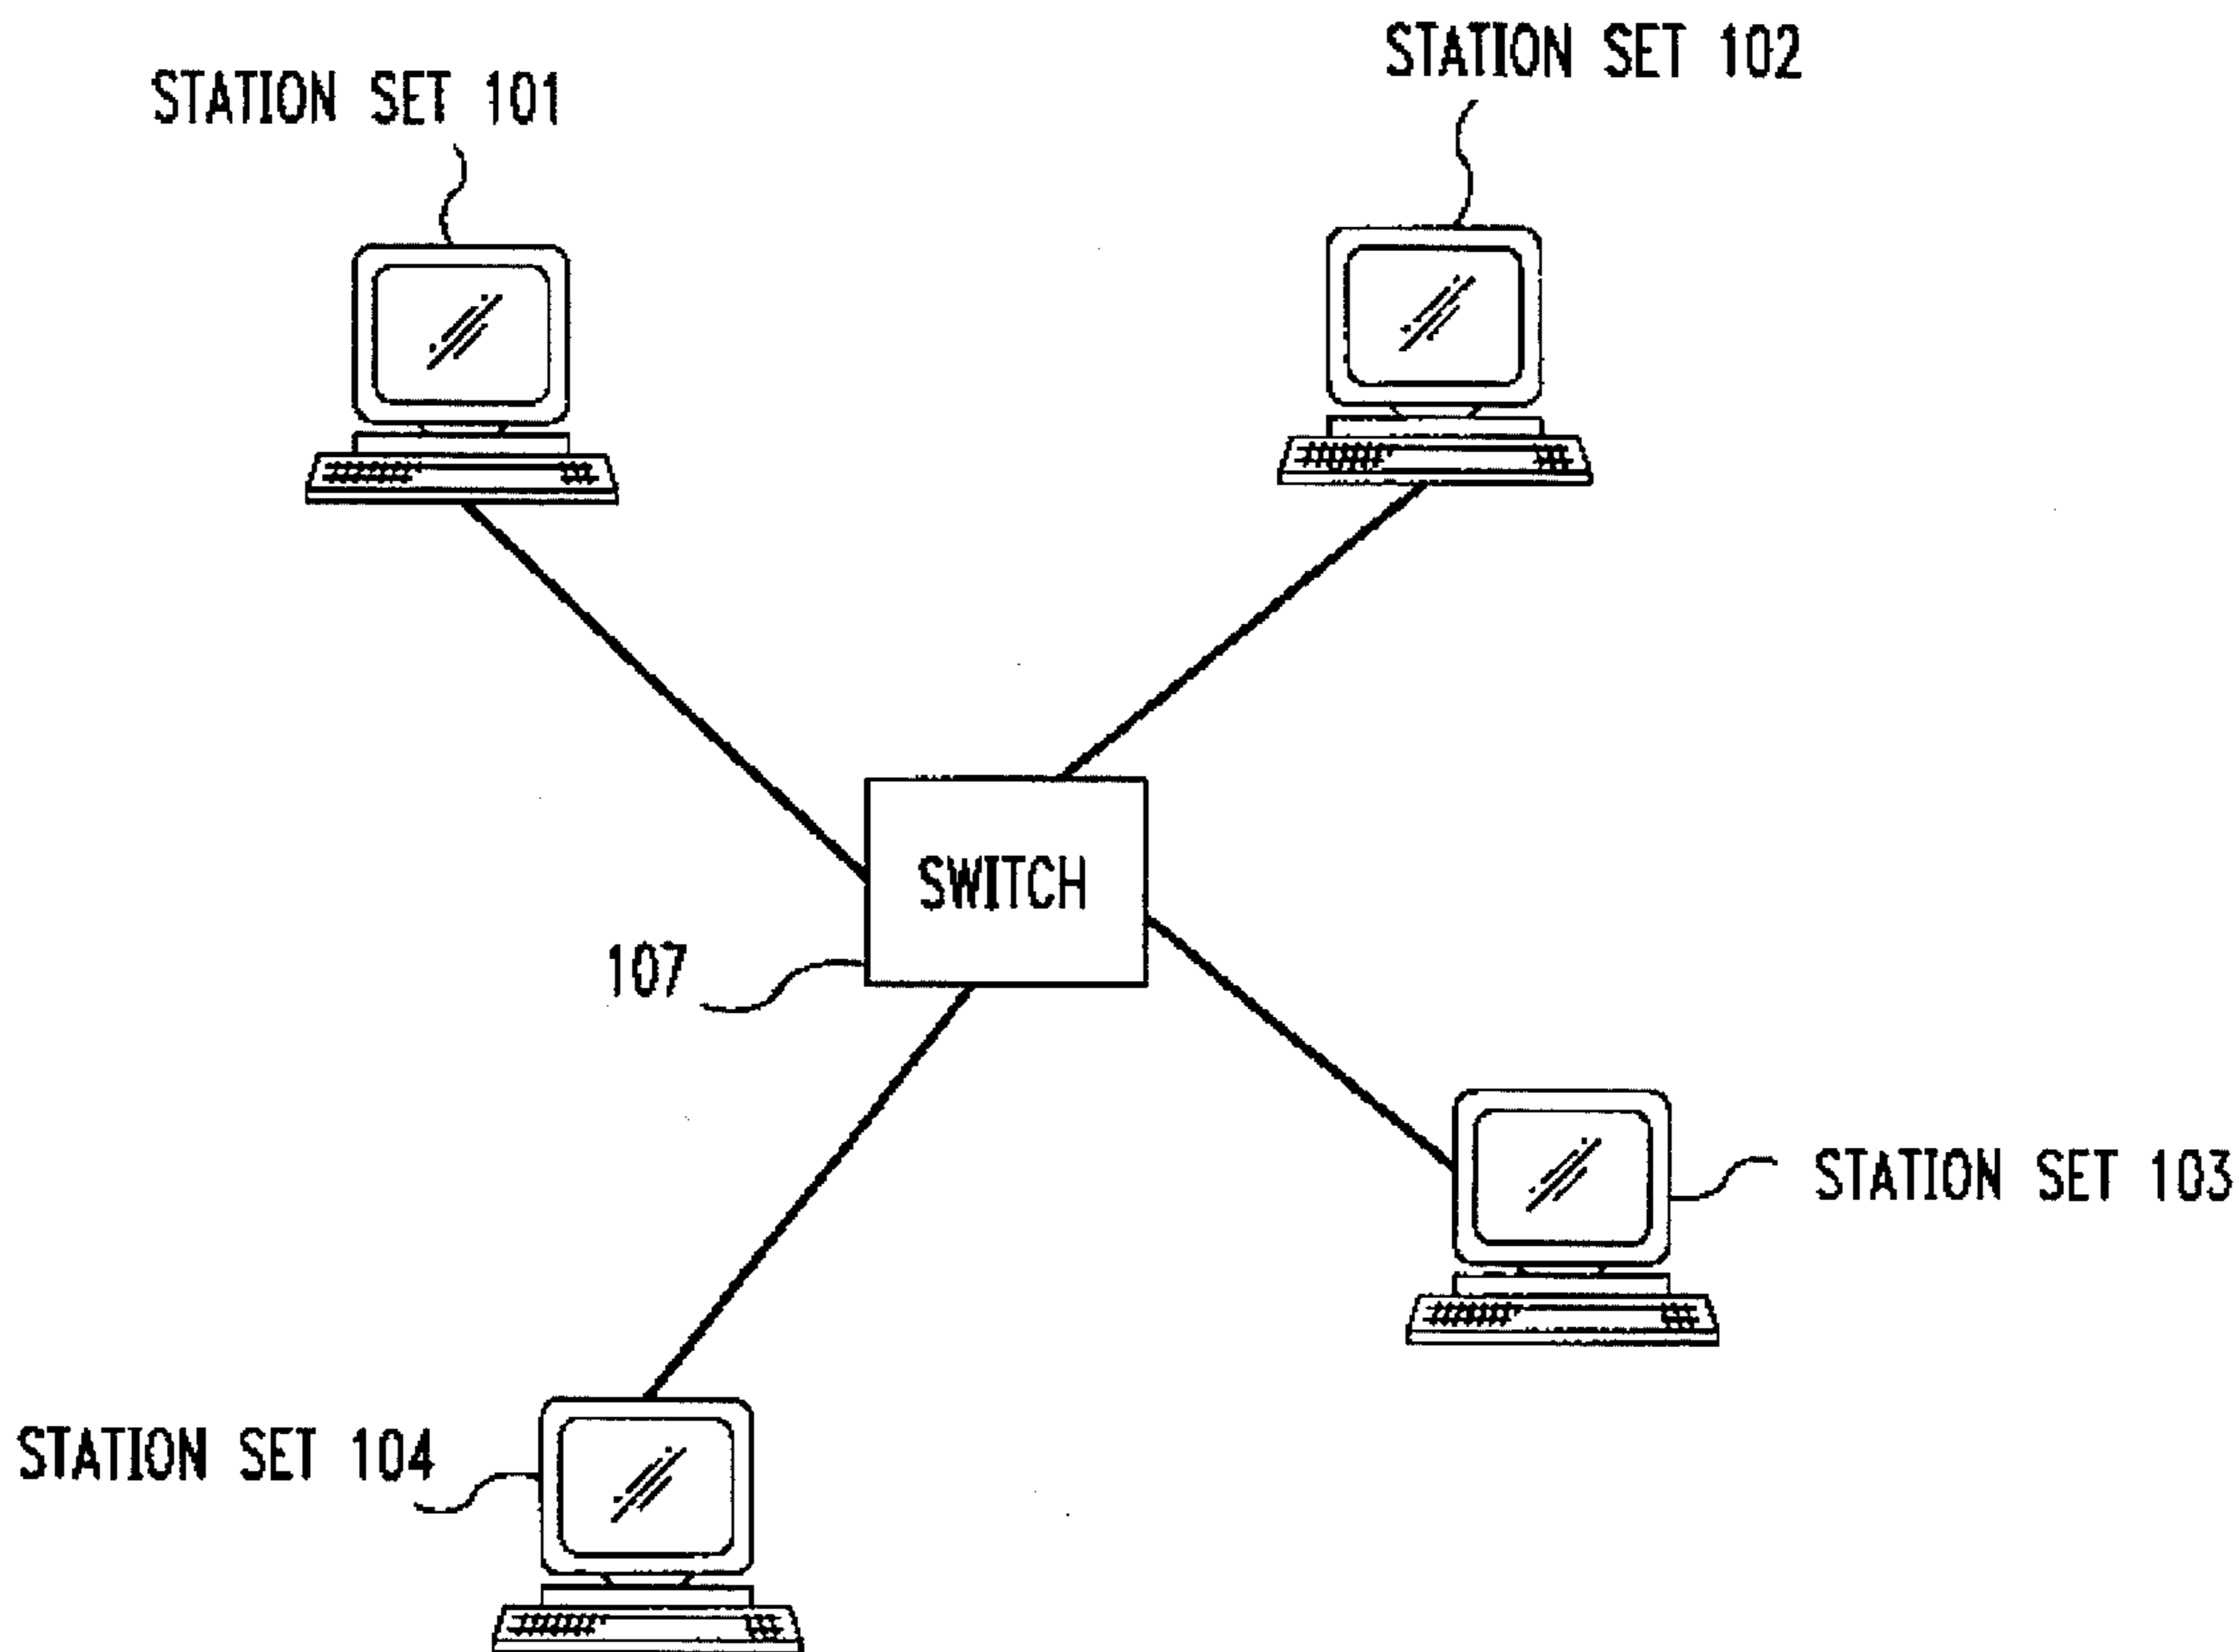 STATION SET 102
STATION SET 101
SWITCH
107
STATION SET 103
STATION SET 104